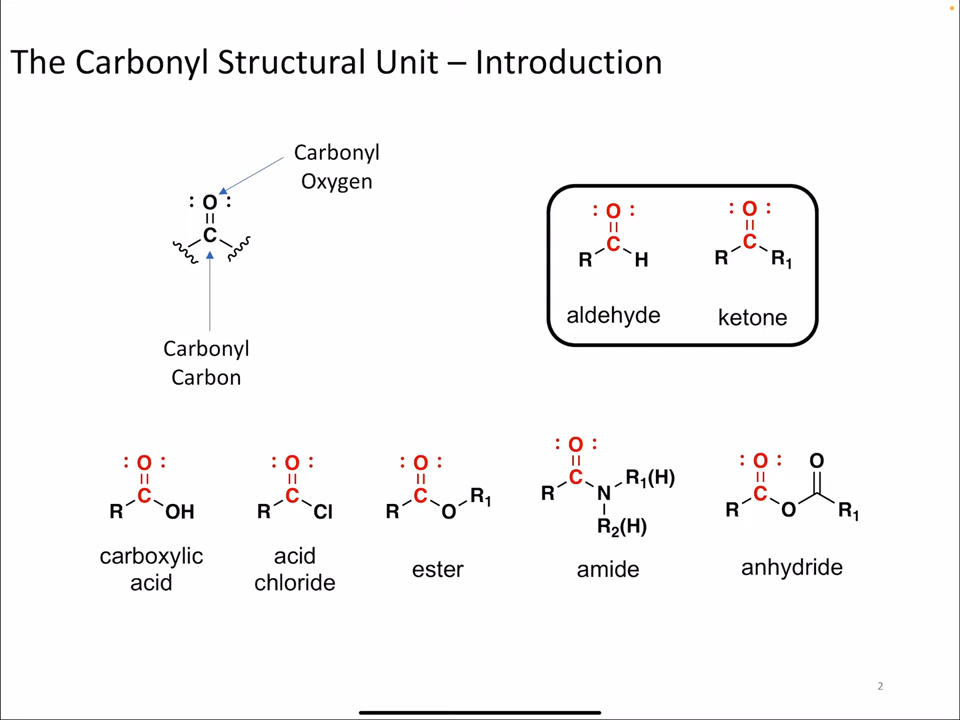 The Carbonyl Structural Unit – Introduction
Carbonyl
Oxygen
: O :
C
Carbonyl
Carbon
: O :
C
R H
aldehyde
: O :
C
R R₁
ketone
: O :
C
R OH
carboxylic
acid
: O :
C
R Cl
acid
chloride
: O :
C
R O R₁
ester
: O :
C
R N R₁(H)
R₂(H)
amide
: O : O
C
R O R₁
anhydride
2